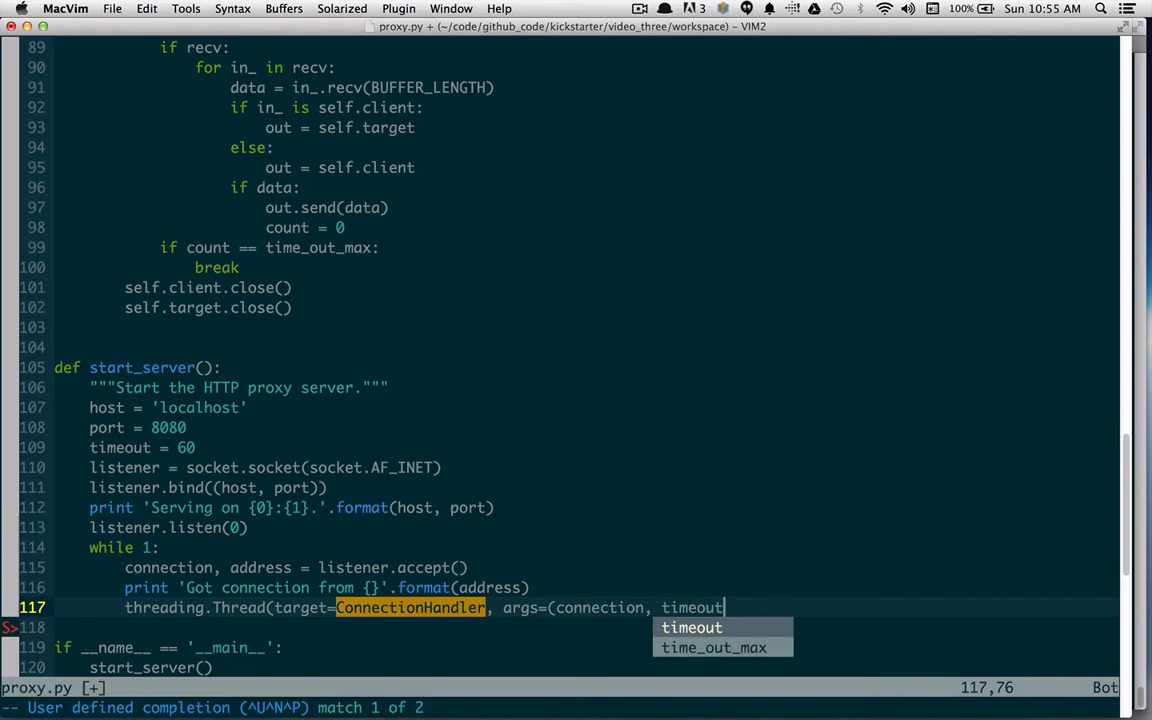 MacVim File Edit Tools Syntax Buffers Solarized Plugin Window Help 3 100% Sun 10:55 AM
proxy.py + (~/code/github_code/kickstarter/video_three/workspace) – VIM2
89 if recv:
90 for in_ in recv:
91 data = in_.recv(BUFFER_LENGTH)
92 if in_ is self.client:
93 out = self.target
94 else:
95 out = self.client
96 if data:
97 out.send(data)
98 count = 0
99 if count == time_out_max:
100 break
101 self.client.close()
102 self.target.close()
103
104
105 def start_server():
106 """Start the HTTP proxy server."""
107 host = 'localhost'
108 port = 8080
109 timeout = 60
110 listener = socket.socket(socket.AF_INET)
111 listener.bind((host, port))
112 print 'Serving on {0}:{1}.'.format(host, port)
113 listener.listen(0)
114 while 1:
115 connection, address = listener.accept()
116 print 'Got connection from {}'.format(address)
117 threading.Thread(target=ConnectionHandler, args=(connection, timeout
timeout
S>118
time_out_max
119 if __name__ == '__main__':
120 start_server()
proxy.py [+] 117,76 Bot
-- User defined completion (^U^N^P) match 1 of 2